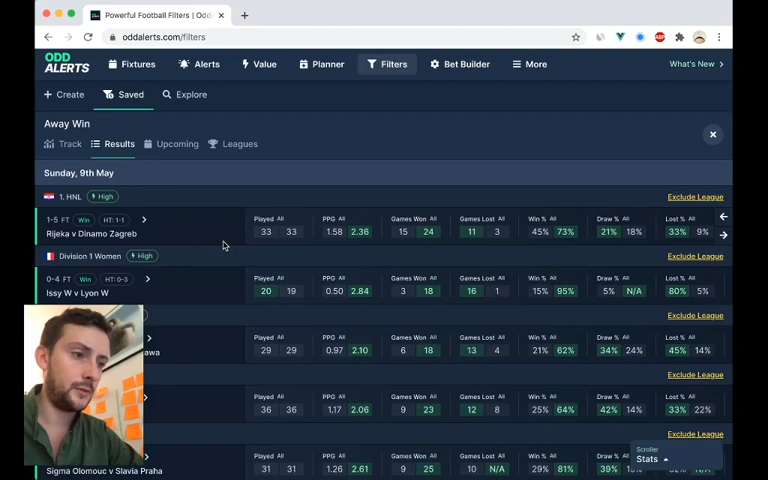 Powerful Football Filters | Odd
oddalerts.com/filters
ABP
ODD ALERTS
Fixtures Alerts Value Planner Filters Bet Builder More What's New
Create Saved Explore
Away Win
Track Results Upcoming Leagues
Sunday, 9th May
1. HNL High Exclude League
1-5 FT Win HT: 1-1
Rijeka v Dinamo Zagreb
Played All PPG All Games Won All Games Lost All Win % All Draw % All Lost % All
33 33 1.58 2.36 15 24 11 3 45% 73% 21% 18% 33% 9%
Division 1 Women High Exclude League
0-4 FT Win HT: 0-3
Issy W v Lyon W
Played All PPG All Games Won All Games Lost All Win % All Draw % All Lost % All
20 19 0.50 2.84 3 18 16 1 15% 95% 5% N/A 80% 5%
Exclude League
Played All PPG All Games Won All Games Lost All Win % All Draw % All Lost % All
29 29 0.97 2.10 6 18 13 4 21% 62% 34% 24% 45% 14%
Exclude League
Played All PPG All Games Won All Games Lost All Win % All Draw % All Lost % All
36 36 1.17 2.06 9 23 12 8 25% 64% 42% 14% 33% 22%
Exclude League
Played All PPG All Games Won All Games Lost All Win % All Draw % All
Sigma Olomouc v Slavia Praha
31 31 1.26 2.61 9 25 10 N/A 29% 81% 39%
Scroller
Stats